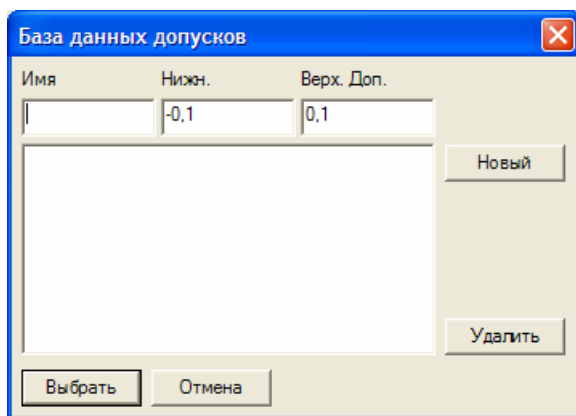 База данных допусков
Имя Нижн. Верх. Доп.
-0,1 0,1
Новый
Удалить
Выбрать Отмена